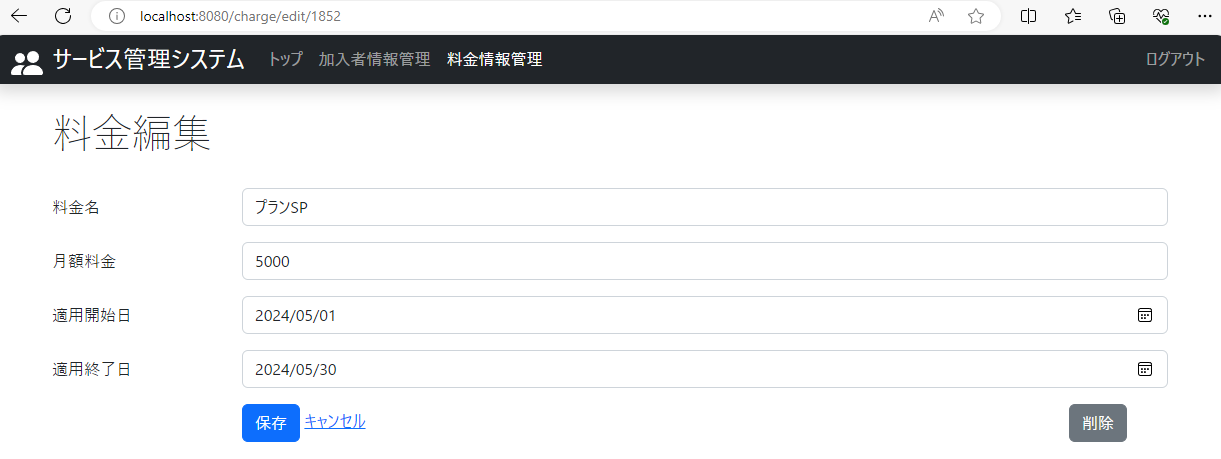 localhost:8080/charge/edit/1852
サービス管理システム トップ 加入者情報管理 料金情報管理 ログアウト
料金編集
料金名 プランSP
月額料金 5000
適用開始日 2024/05/01
適用終了日 2024/05/30
保存 キャンセル 削除